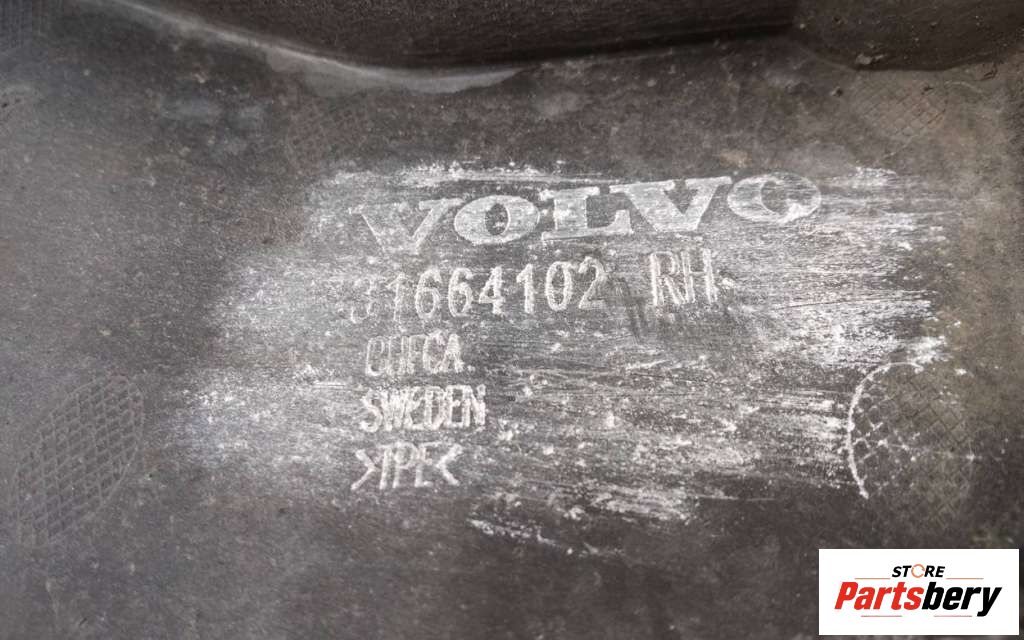 VOLVO
31664102 RH
SWEDEN
>TPE<
STORE
Partsbery